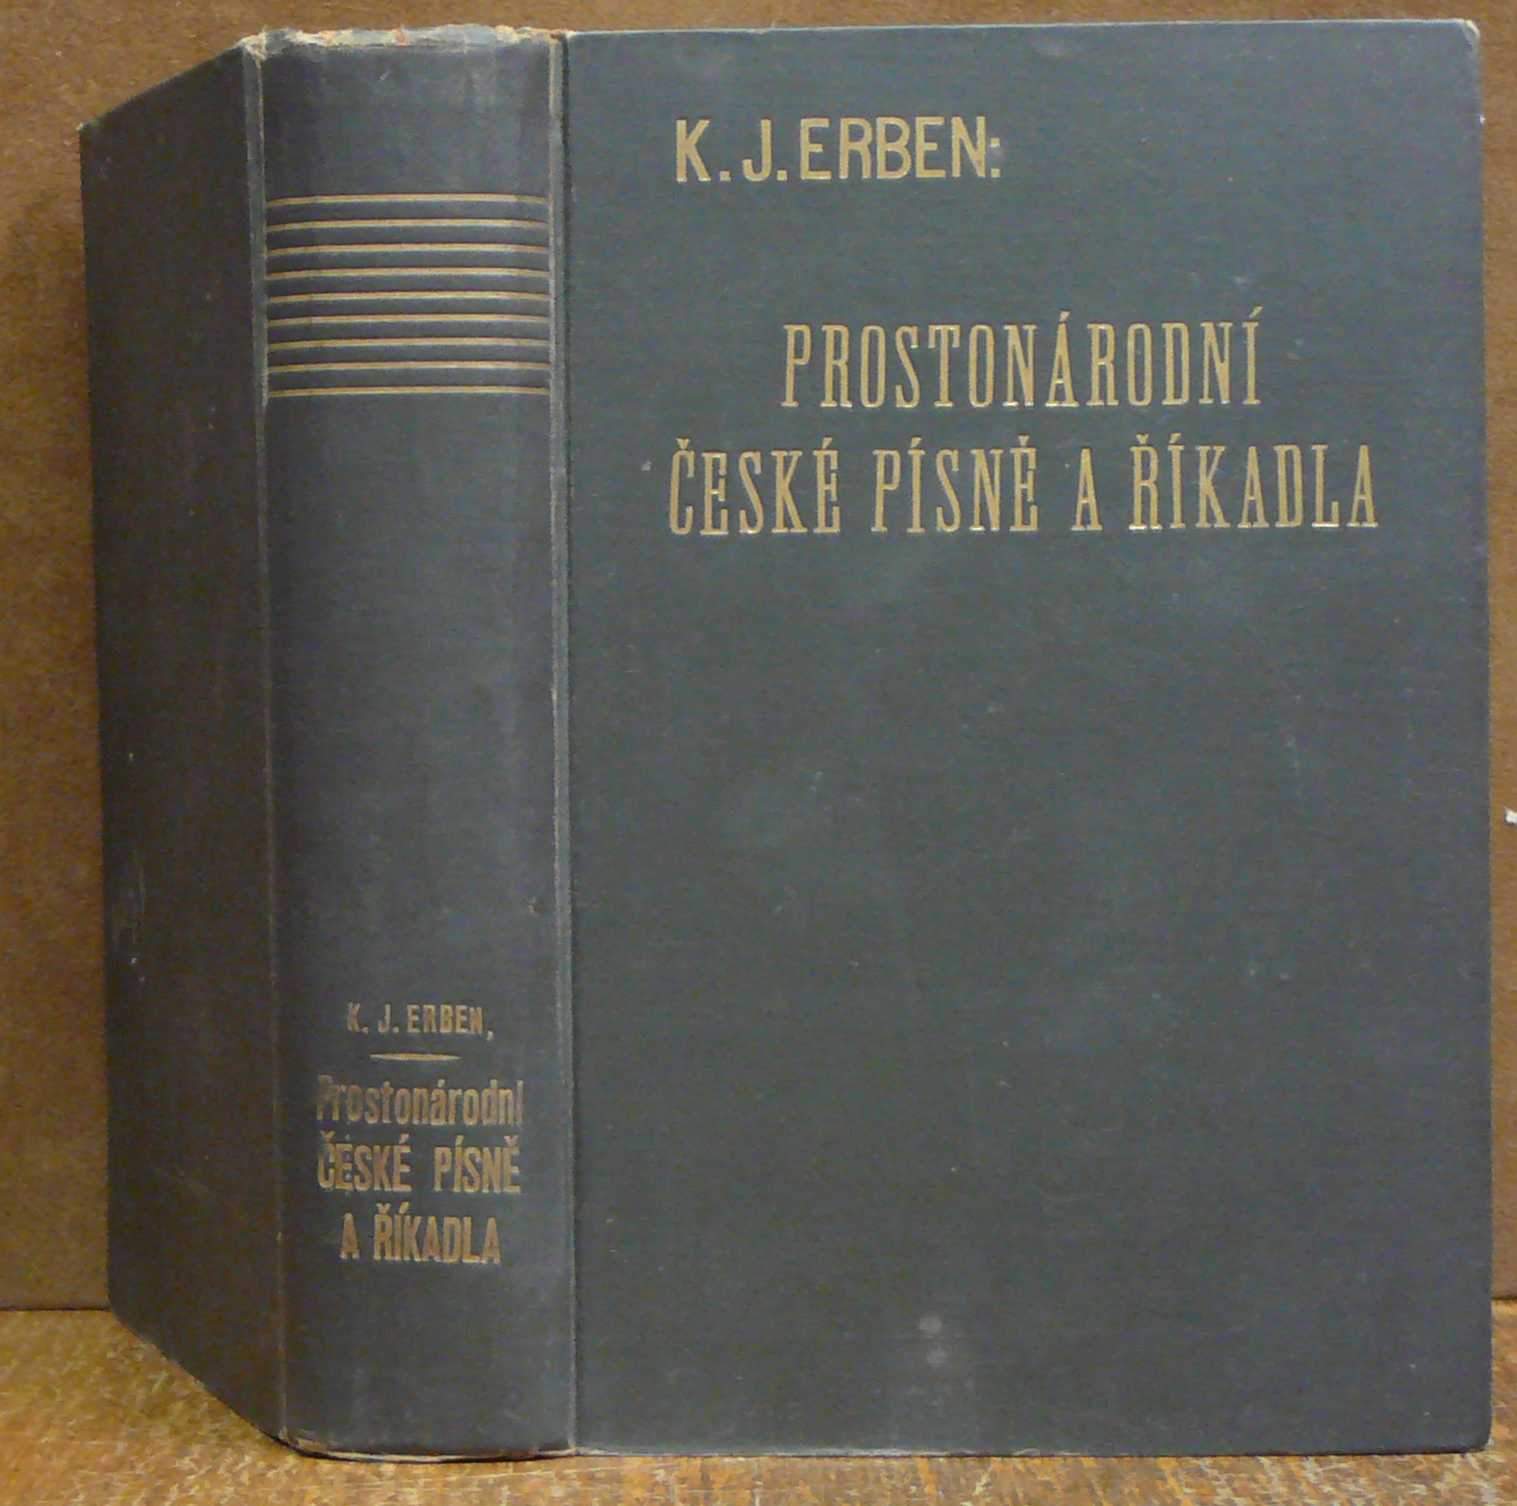 K. J. ERBEN:
PROSTONÁRODNÍ
ČESKÉ PÍSNĚ A ŘÍKADLA
K. J. ERBEN,
Prostonárodní
ČESKÉ PÍSNĚ
A ŘÍKADLA